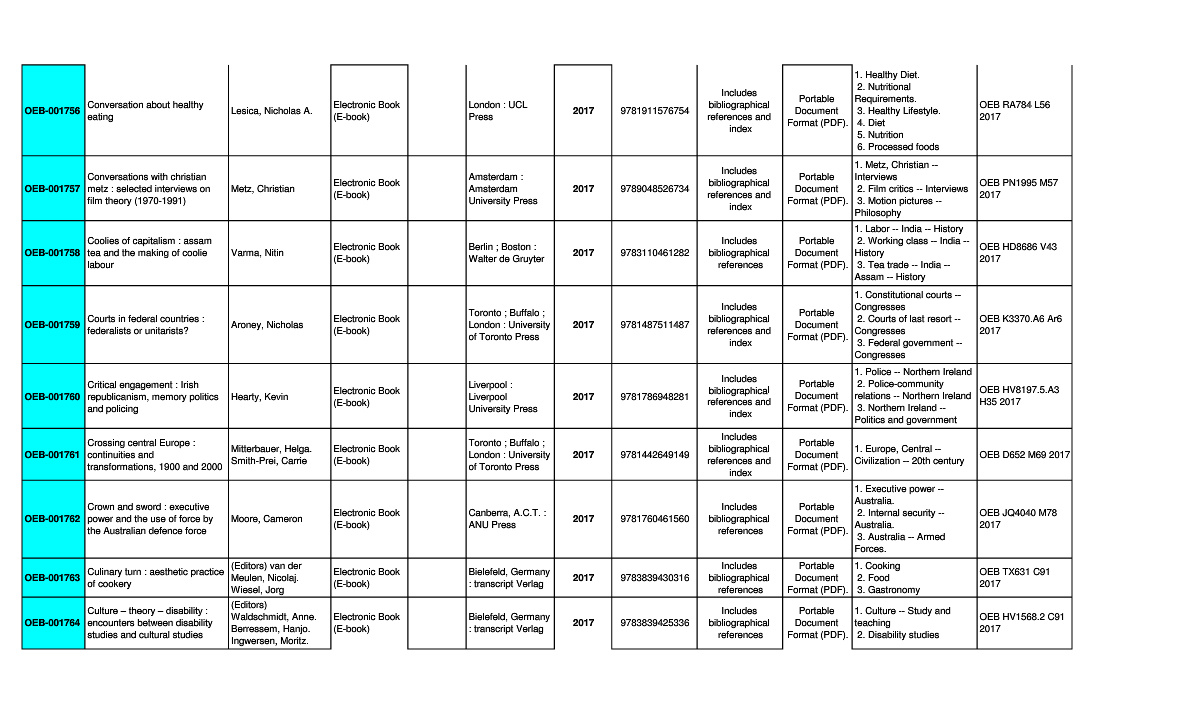 OEB-001756
Conversation about healthy
eating
Lesica, Nicholas A.
Electronic Book
(E-book)
London : UCL
Press
2017
9781911576754
Includes
bibliographical
references and
index
Portable
Document
Format (PDF).
1. Healthy Diet.
2. Nutritional
Requirements.
3. Healthy Lifestyle.
4. Diet
5. Nutrition
6. Processed foods
OEB RA784 L56
2017
OEB-001757
Conversations with christian
metz : selected interviews on
film theory (1970-1991)
Metz, Christian
Electronic Book
(E-book)
Amsterdam :
Amsterdam
University Press
2017
9789048526734
Includes
bibliographical
references and
index
Portable
Document
Format (PDF).
1. Metz, Christian --
Interviews
2. Film critics -- Interviews
3. Motion pictures --
Philosophy
OEB PN1995 M57
2017
OEB-001758
Coolies of capitalism : assam
tea and the making of coolie
labour
Varma, Nitin
Electronic Book
(E-book)
Berlin ; Boston :
Walter de Gruyter
2017
9783110461282
Includes
bibliographical
references
Portable
Document
Format (PDF).
1. Labor -- India -- History
2. Working class -- India --
History
3. Tea trade -- India --
Assam -- History
OEB HD8686 V43
2017
OEB-001759
Courts in federal countries :
federalists or unitarists?
Aroney, Nicholas
Electronic Book
(E-book)
Toronto ; Buffalo ;
London : University
of Toronto Press
2017
9781487511487
Includes
bibliographical
references and
index
Portable
Document
Format (PDF).
1. Constitutional courts --
Congresses
2. Courts of last resort --
Congresses
3. Federal government --
Congresses
OEB K3370.A6 Ar6
2017
OEB-001760
Critical engagement : Irish
republicanism, memory politics
and policing
Hearty, Kevin
Electronic Book
(E-book)
Liverpool :
Liverpool
University Press
2017
9781786948281
Includes
bibliographical
references and
index
Portable
Document
Format (PDF).
1. Police -- Northern Ireland
2. Police-community
relations -- Northern Ireland
3. Northern Ireland --
Politics and government
OEB HV8197.5.A3
H35 2017
OEB-001761
Crossing central Europe :
continuities and
transformations, 1900 and 2000
Mitterbauer, Helga.
Smith-Prei, Carrie
Electronic Book
(E-book)
Toronto ; Buffalo ;
London : University
of Toronto Press
2017
9781442649149
Includes
bibliographical
references and
index
Portable
Document
Format (PDF).
1. Europe, Central --
Civilization -- 20th century
OEB D652 M69 2017
OEB-001762
Crown and sword : executive
power and the use of force by
the Australian defence force
Moore, Cameron
Electronic Book
(E-book)
Canberra, A.C.T. :
ANU Press
2017
9781760461560
Includes
bibliographical
references
Portable
Document
Format (PDF).
1. Executive power --
Australia.
2. Internal security --
Australia.
3. Australia -- Armed
Forces.
OEB JQ4040 M78
2017
OEB-001763
Culinary turn : aesthetic practice
of cookery
(Editors) van der
Meulen, Nicolaj.
Wiesel, Jorg
Electronic Book
(E-book)
Bielefeld, Germany
: transcript Verlag
2017
9783839430316
Includes
bibliographical
references
Portable
Document
Format (PDF).
1. Cooking
2. Food
3. Gastronomy
OEB TX631 C91
2017
OEB-001764
Culture – theory – disability :
encounters between disability
studies and cultural studies
(Editors)
Waldschmidt, Anne.
Berressem, Hanjo.
Ingwersen, Moritz.
Electronic Book
(E-book)
Bielefeld, Germany
: transcript Verlag
2017
9783839425336
Includes
bibliographical
references
Portable
Document
Format (PDF).
1. Culture -- Study and
teaching
2. Disability studies
OEB HV1568.2 C91
2017